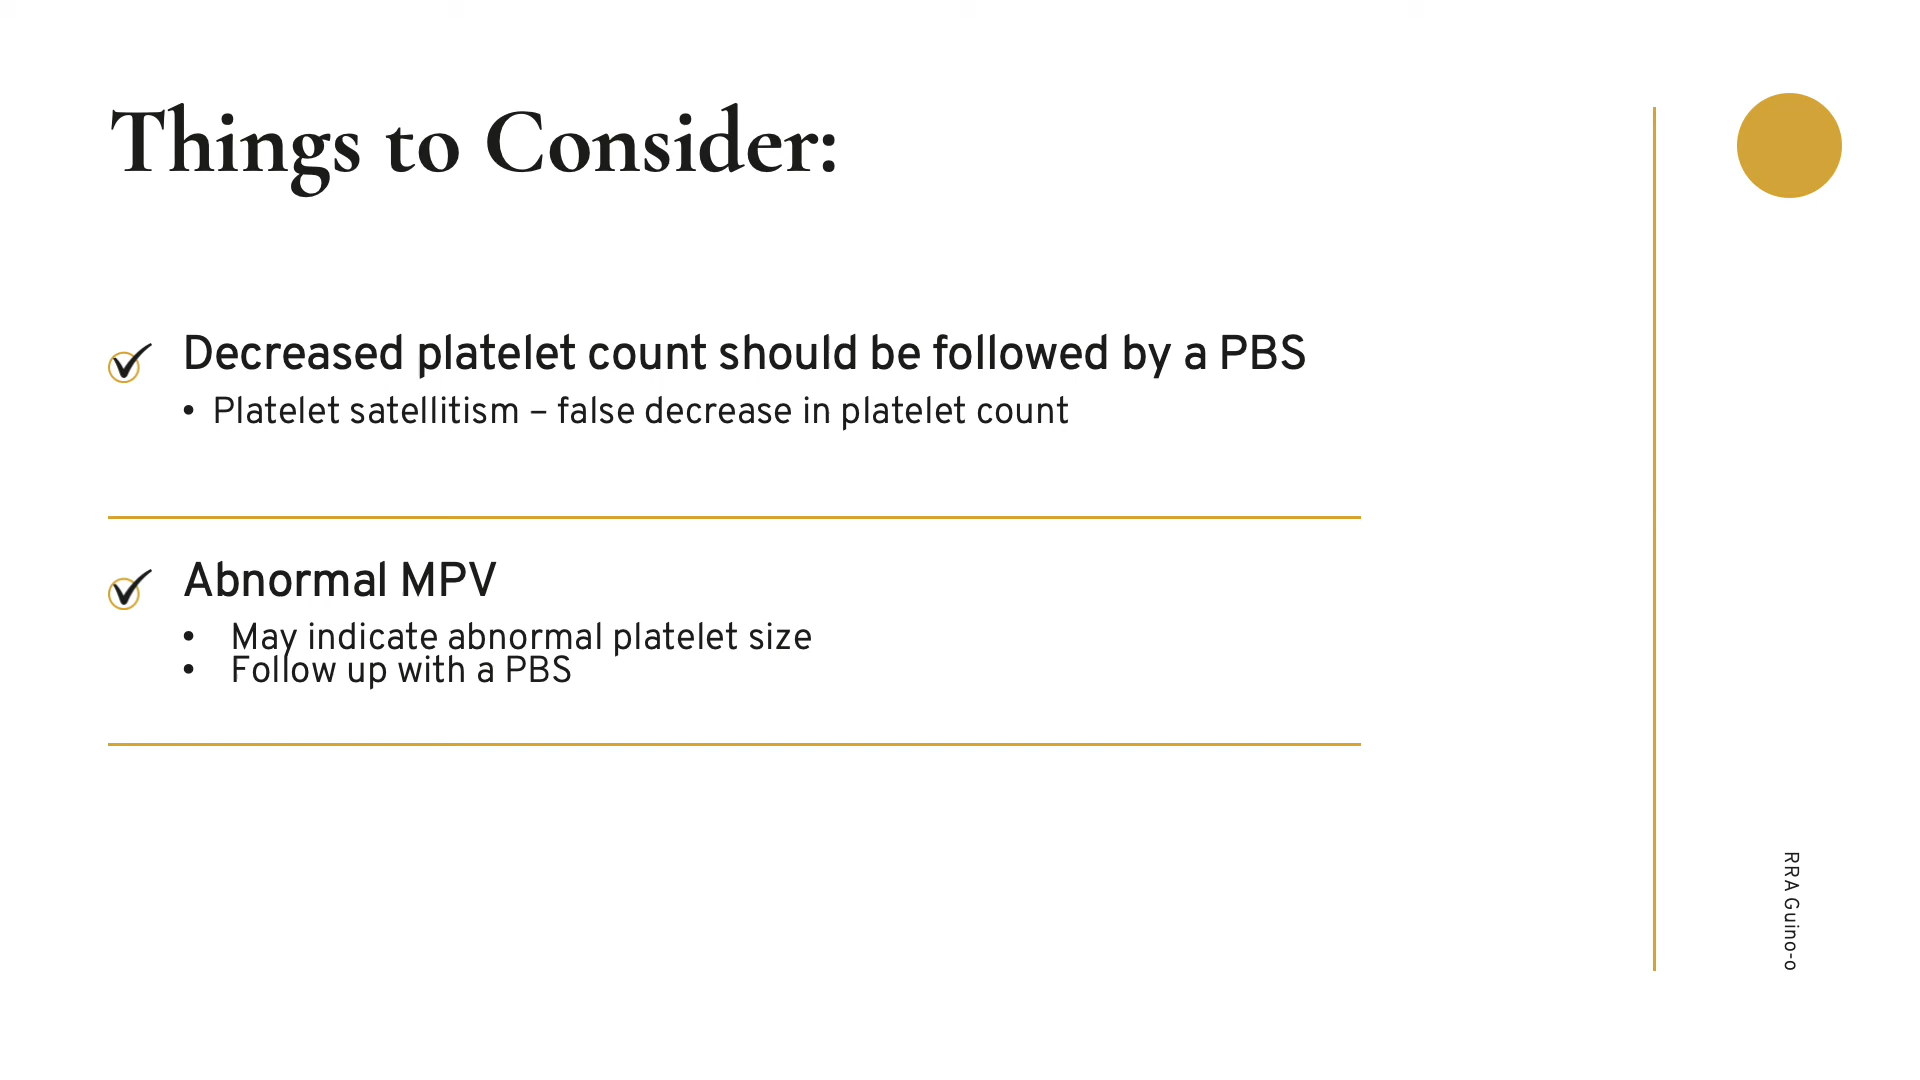 Things to Consider:
Decreased platelet count should be followed by a PBS
• Platelet satellitism – false decrease in platelet count
Abnormal MPV
• May indicate abnormal platelet size
• Follow up with a PBS
RRA Guino-o